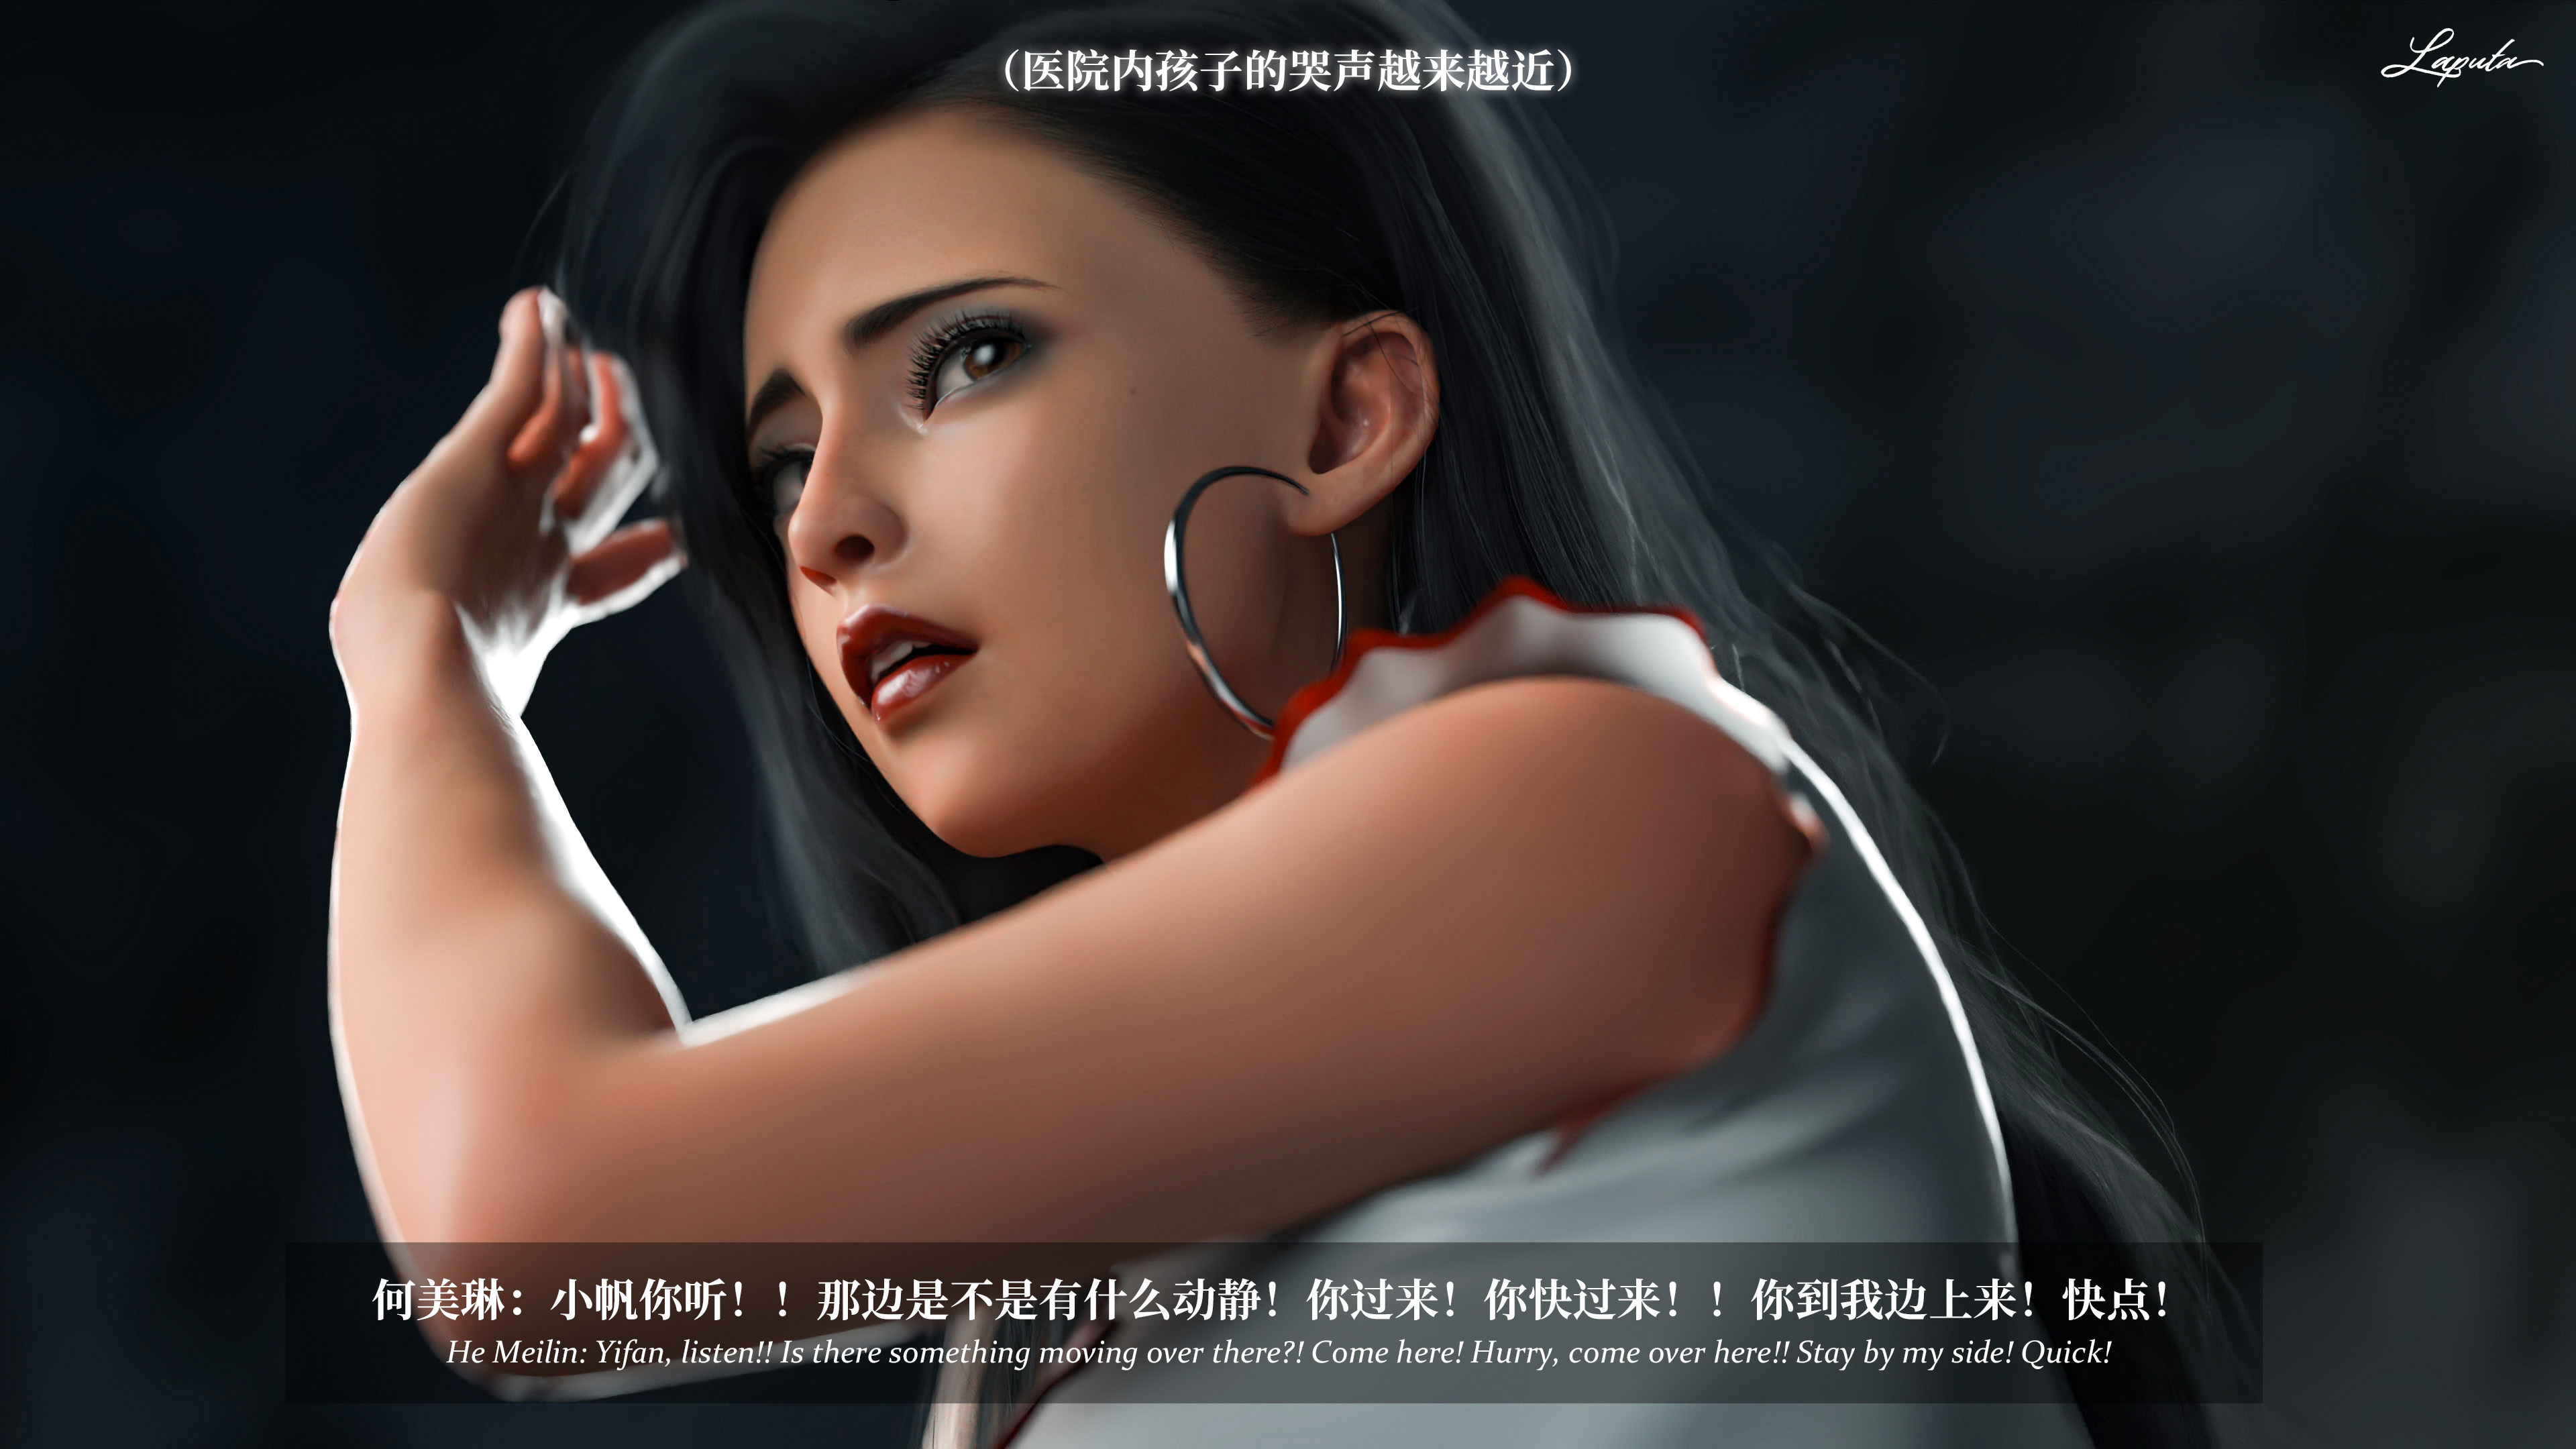 （医院内孩子的哭声越来越近）
Laputa
何美琳：小帆你听！！那边是不是有什么动静！你过来！你快过来！！你到我边上来！快点！
He Meilin: Yifan, listen!! Is there something moving over there?! Come here! Hurry, come over here!! Stay by my side! Quick!